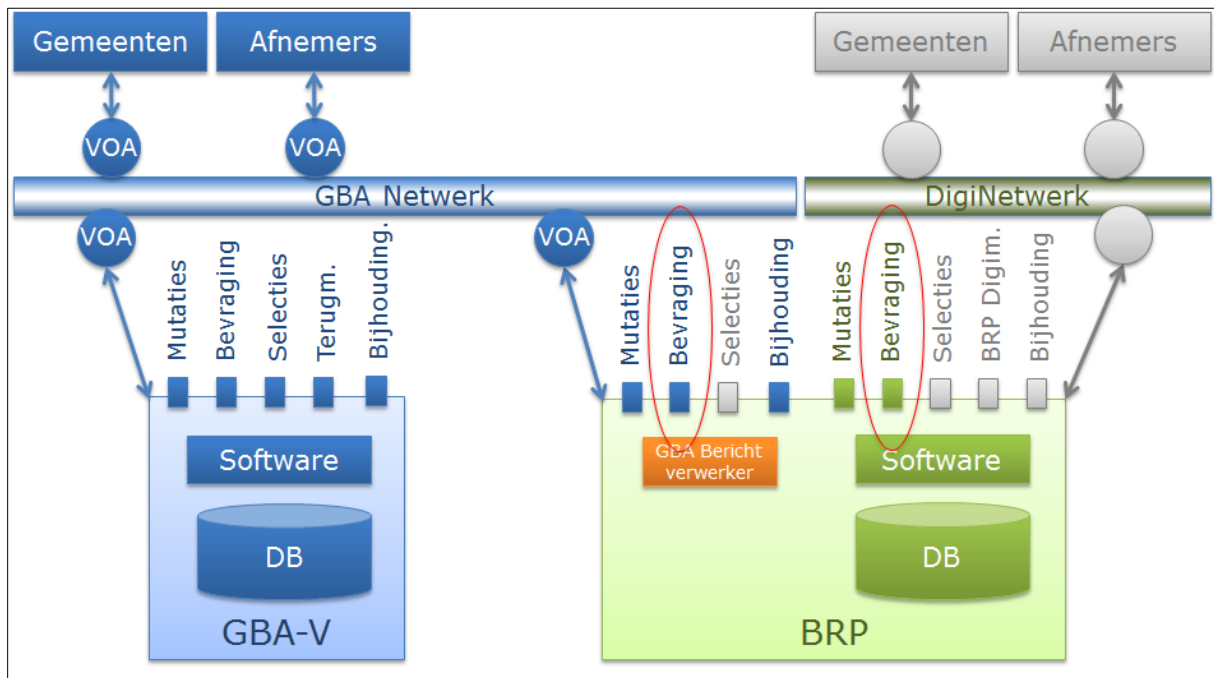 Gemeenten
Afnemers
Gemeenten
Afnemers
VOA
VOA
GBA Netwerk
DigiNetwerk
VOA
VOA
Mutaties
Bevraging
Selecties
Terugm.
Bijhouding.
Mutaties
Bevraging
Selecties
Bijhouding
Mutaties
Bevraging
Selecties
BRP Digim.
Bijhouding
Software
GBA Bericht
verwerker
Software
DB
DB
GBA-V
BRP